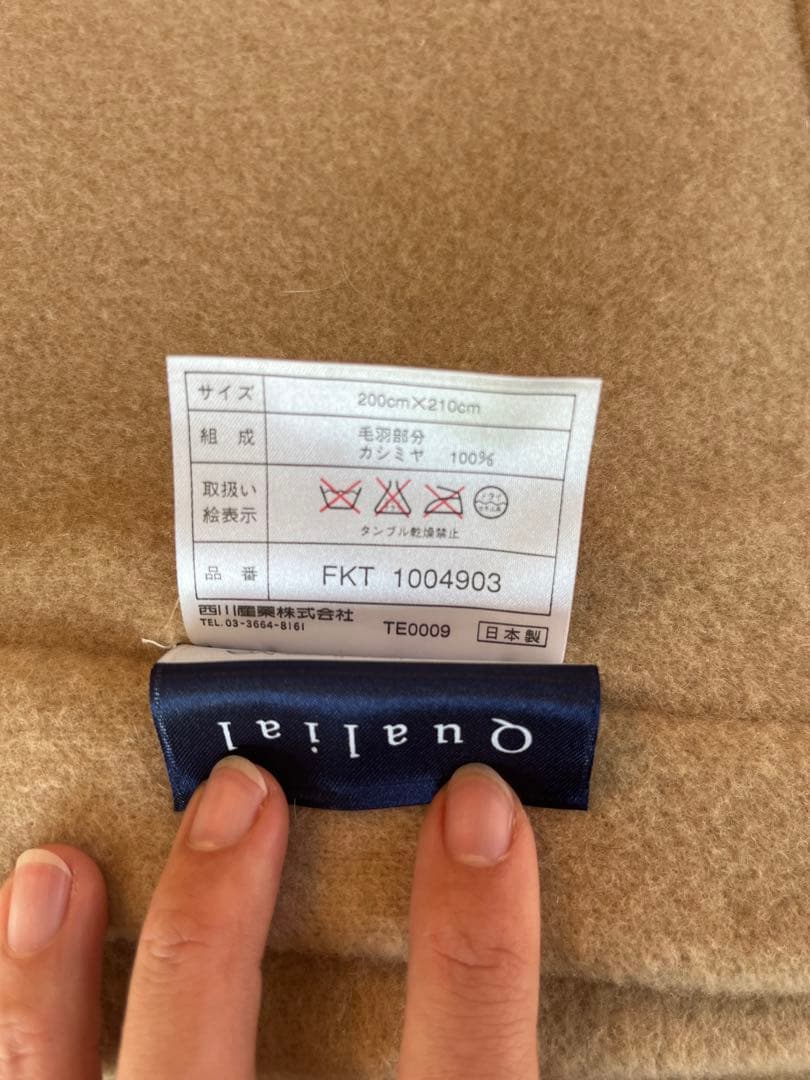 サイズ 200cm×210cm
組成 毛羽部分
カシミヤ 100%
取扱い
絵表示
タンブル乾燥禁止
品番 FKT 1004903
西川産業株式会社
TEL.03-3664-8161 TE0009 日本製
Qualial